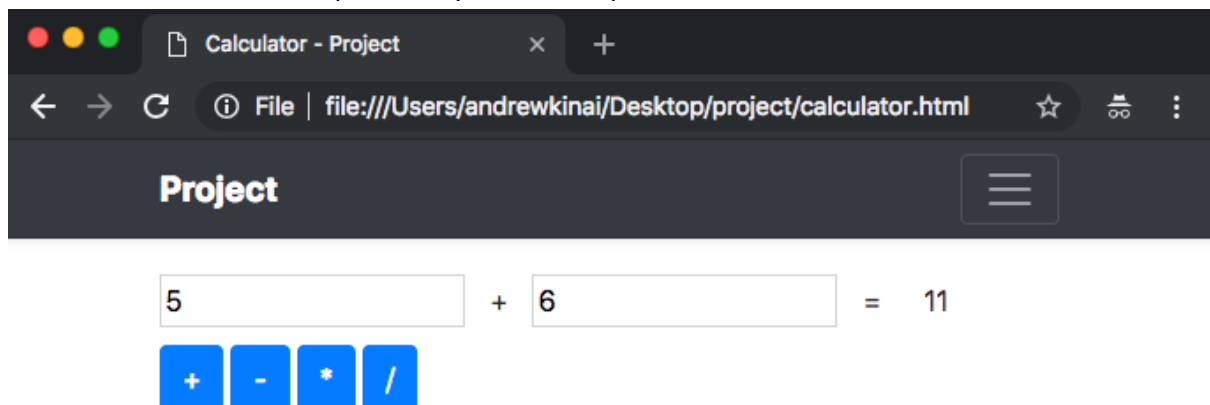 Calculator - Project
File | file:///Users/andrewkinai/Desktop/project/calculator.html
Project
5 + 6 = 11
+ - * /